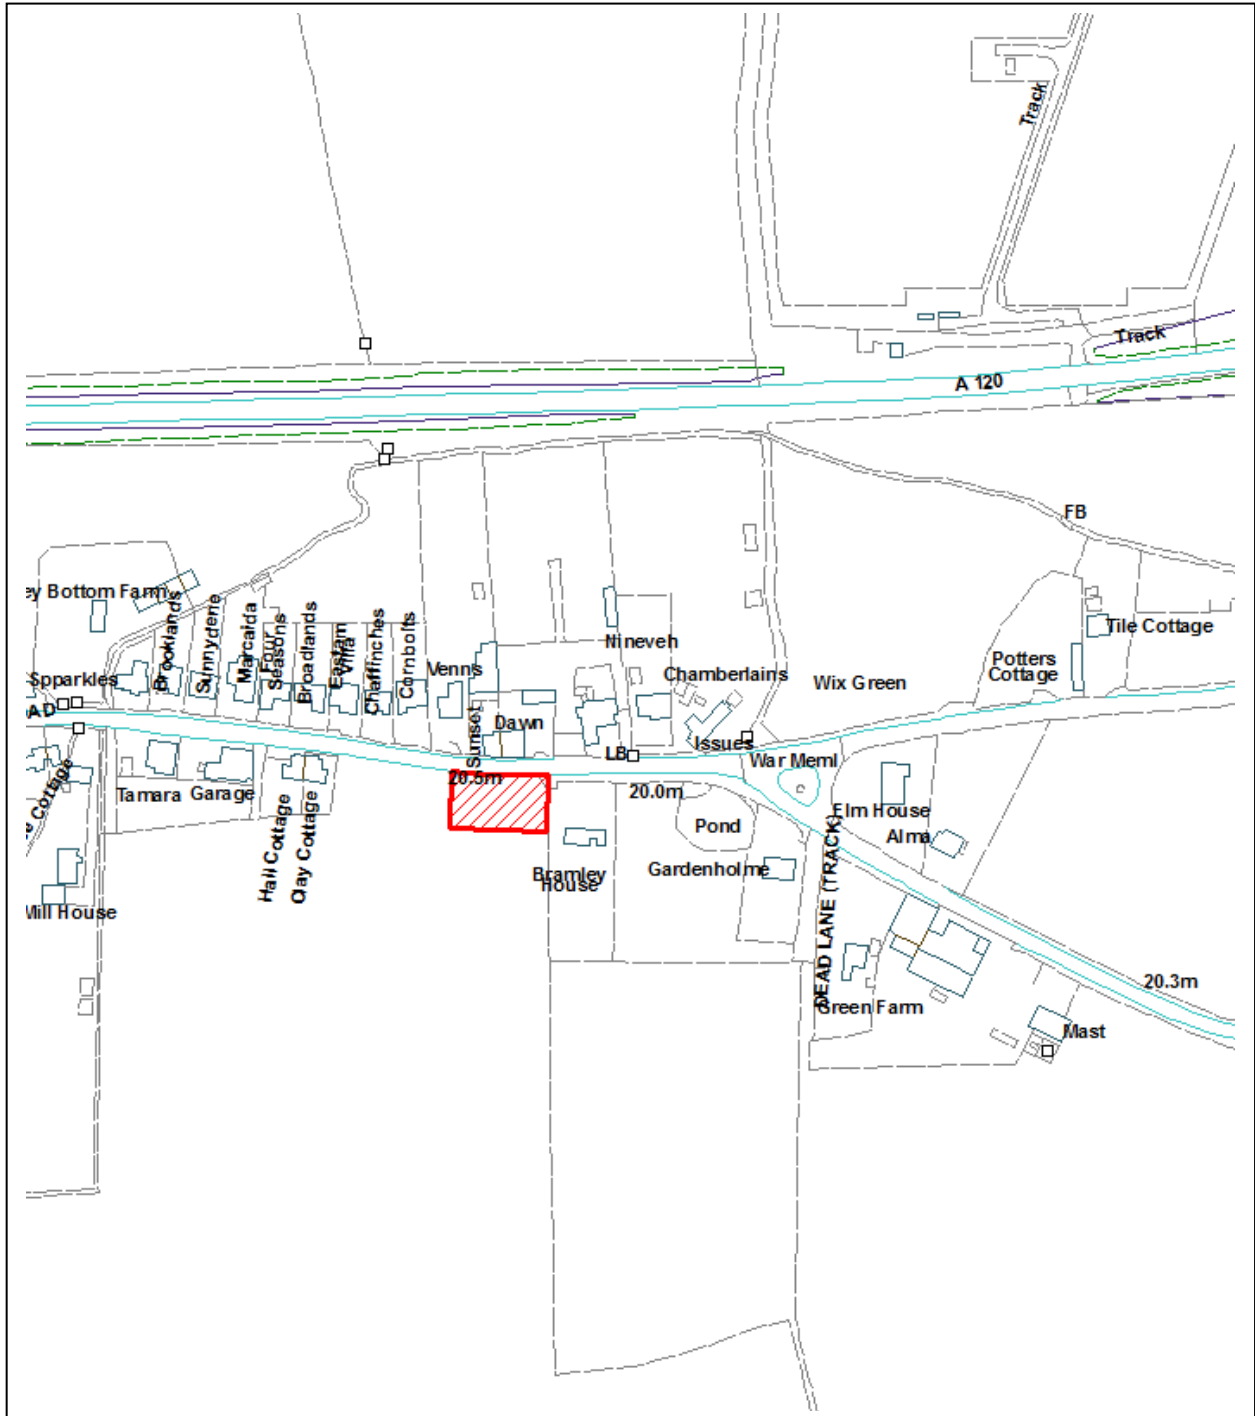 Track
Track
A 120
FB
ey Bottom Farm
Brooklands
Sunnydene
Marcaida
Four
Seasons
Broadlands
Eastam
Villa
Chaffinches
Cornbolts
Nineveh
Tile Cottage
Potters
Cottage
Spparkles
Venns
Chamberlains
Wix Green
AD
Sunset
Dawn
LB
Issues
War Meml
20.5m
20.0m
Cottage
Tamara
Garage
Hall Cottage
Clay Cottage
Elm House
Alma
Pond
Bramley
House
Gardenholme
DEAD LANE (TRACK)
Mill House
20.3m
Green Farm
Mast